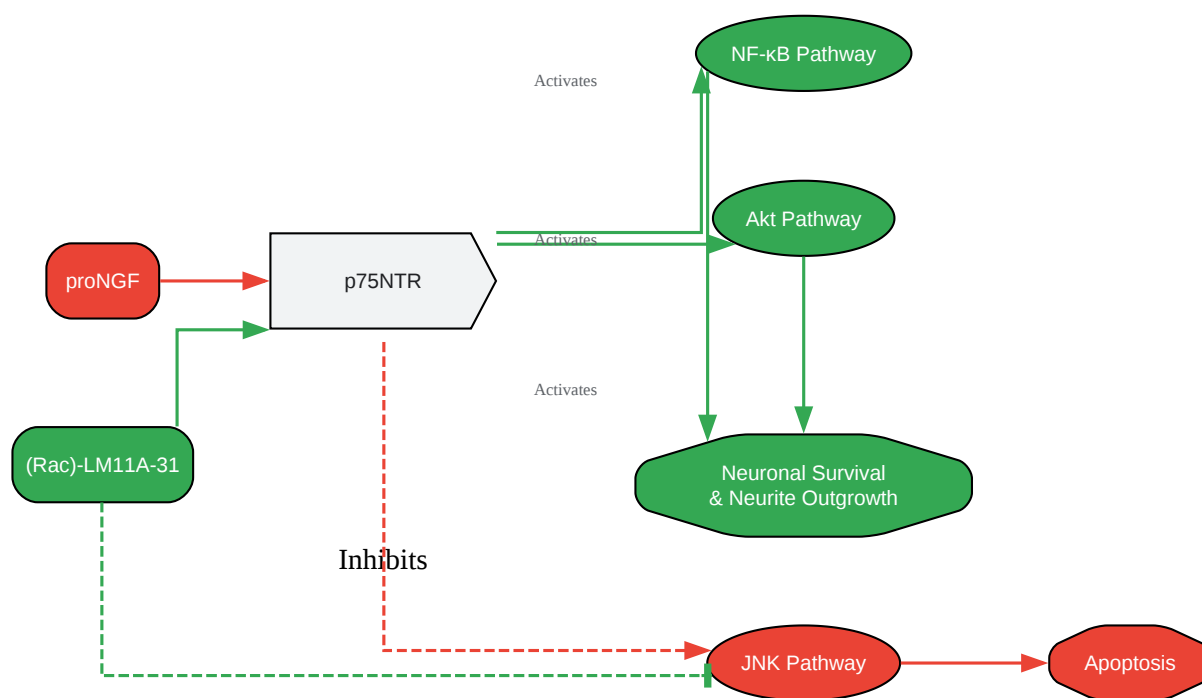 NF-κB Pathway
Activates
Akt Pathway
Activates
proNGF
p75NTR
Activates
(Rac)-LM11A-31
Neuronal Survival
& Neurite Outgrowth
Inhibits
JNK Pathway
Apoptosis